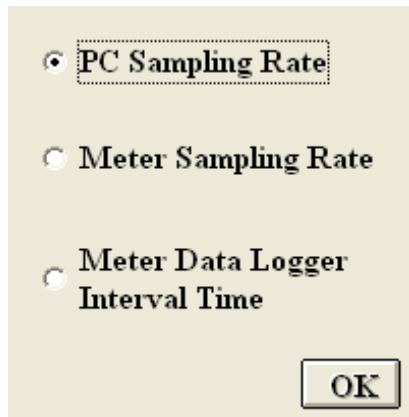 PC Sampling Rate
Meter Sampling Rate
Meter Data Logger
Interval Time
OK